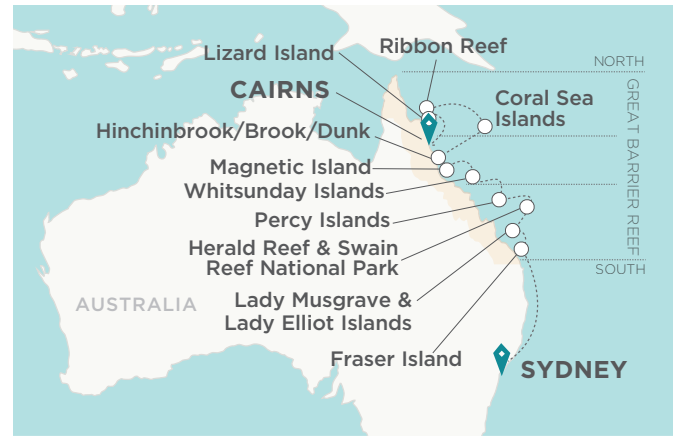 Ribbon Reef
Lizard Island
NORTH
CAIRNS
Coral Sea
Islands
GREAT BARRIER REEF
Hinchinbrook/Brook/Dunk
Magnetic Island
Whitsunday Islands
Percy Islands
Herald Reef & Swain
Reef National Park
SOUTH
AUSTRALIA
Lady Musgrave &
Lady Elliot Islands
Fraser Island
SYDNEY